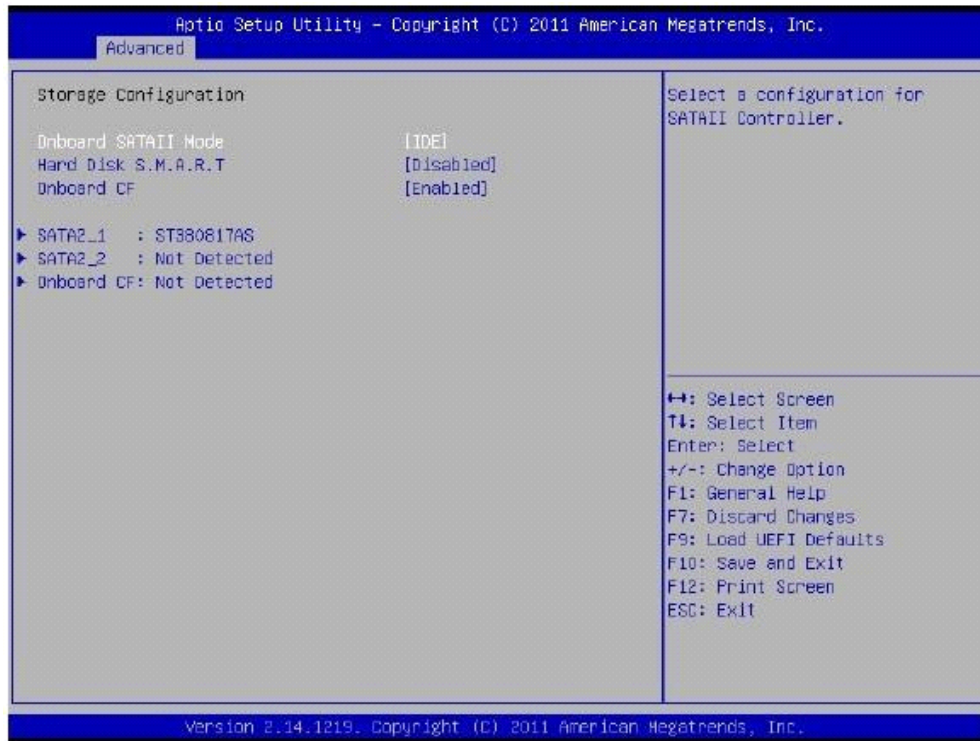 Aptio Setup Utility - Copyright (C) 2011 American Megatrends, Inc.
Advanced
Storage Configuration
Onboard SATAII Mode [IDE]
Hard Disk S.M.A.R.T [Disabled]
Onboard CF [Enabled]
SATA2_1 : ST380817AS
SATA2_2 : Not Detected
Onboard CF: Not Detected
Select a configuration for
SATAII Controller.
↔: Select Screen
↑↓: Select Item
Enter: Select
+/-: Change Option
F1: General Help
F7: Discard Changes
F9: Load UEFI Defaults
F10: Save and Exit
F12: Print Screen
ESC: Exit
Version 2.14.1219. Copyright (C) 2011 American Megatrends, Inc.